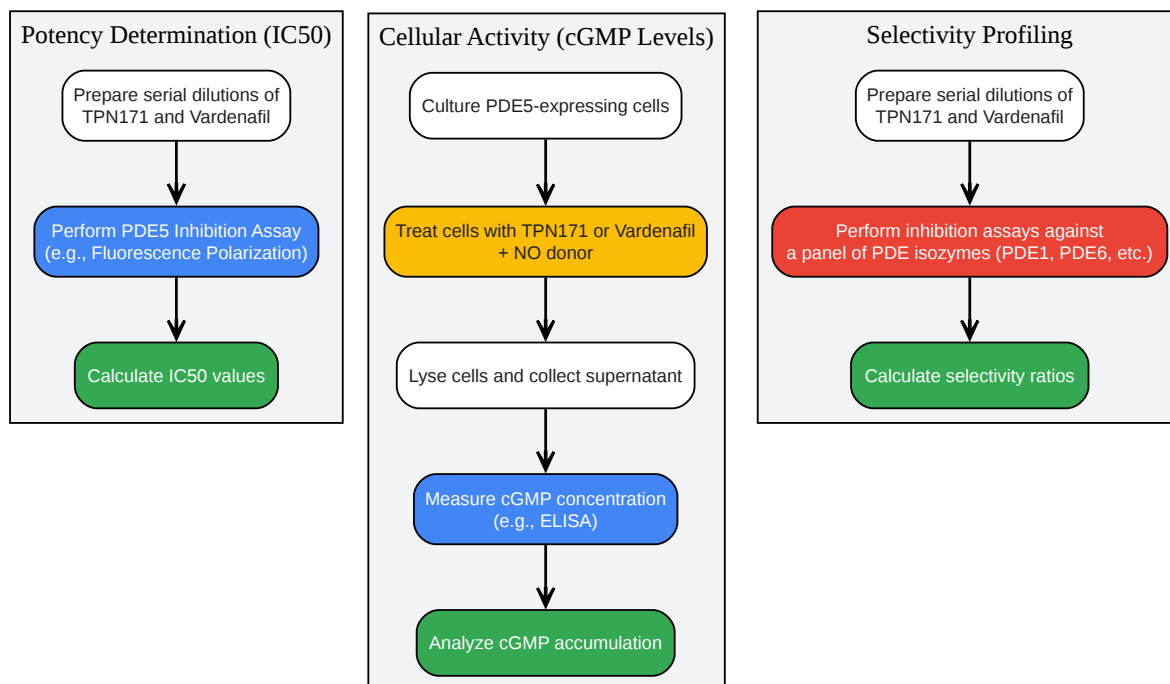 Potency Determination (IC50)
Prepare serial dilutions of
TPN171 and Vardenafil
Perform PDE5 Inhibition Assay
(e.g., Fluorescence Polarization)
Calculate IC50 values
Cellular Activity (cGMP Levels)
Culture PDE5-expressing cells
Treat cells with TPN171 or Vardenafil
+ NO donor
Lyse cells and collect supernatant
Measure cGMP concentration
(e.g., ELISA)
Analyze cGMP accumulation
Selectivity Profiling
Prepare serial dilutions of
TPN171 and Vardenafil
Perform inhibition assays against
a panel of PDE isozymes (PDE1, PDE6, etc.)
Calculate selectivity ratios